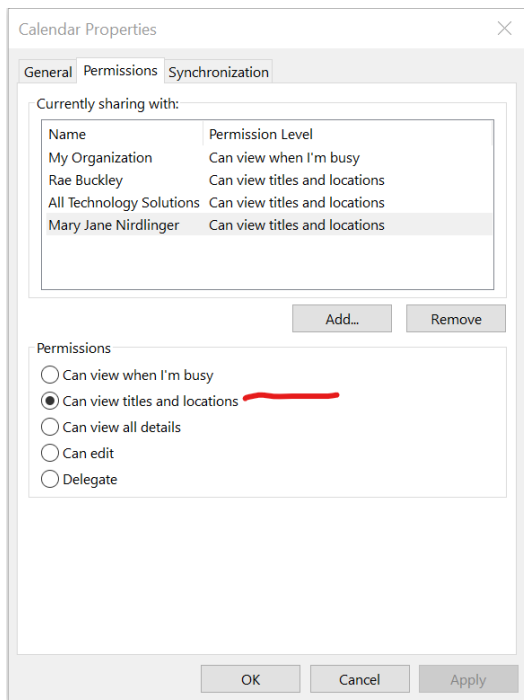 Calendar Properties
General Permissions Synchronization
Currently sharing with:
Name Permission Level
My Organization Can view when I'm busy
Rae Buckley Can view titles and locations
All Technology Solutions Can view titles and locations
Mary Jane Nirdlinger Can view titles and locations
Add... Remove
Permissions
Can view when I'm busy
Can view titles and locations
Can view all details
Can edit
Delegate
OK Cancel Apply